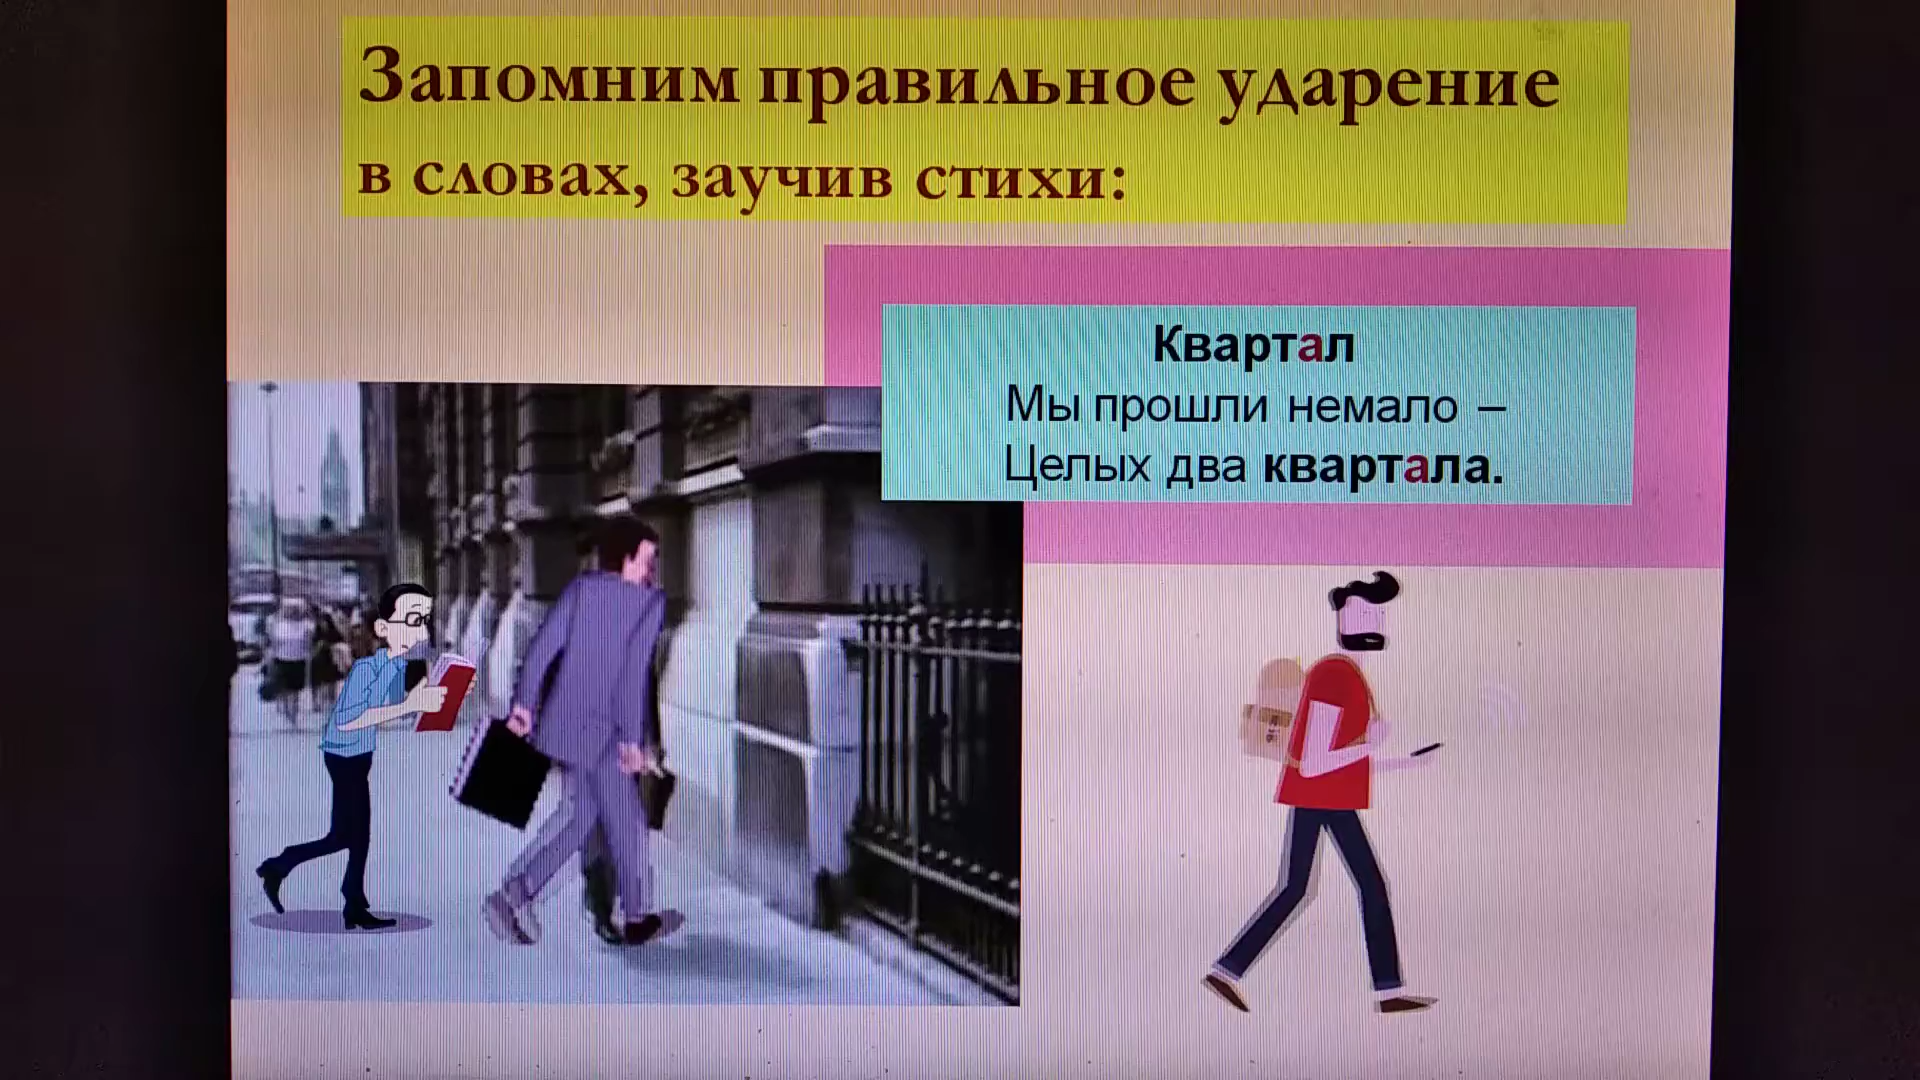 Запомним правильное ударение
в словах, заучив стихи:
Квартал
Мы прошли немало –
Целых два квартала.